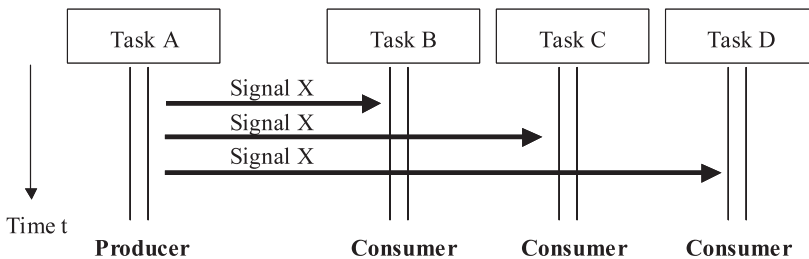 Task A Task B Task C Task D
Signal X
Signal X
Signal X
Time t
Producer Consumer Consumer Consumer